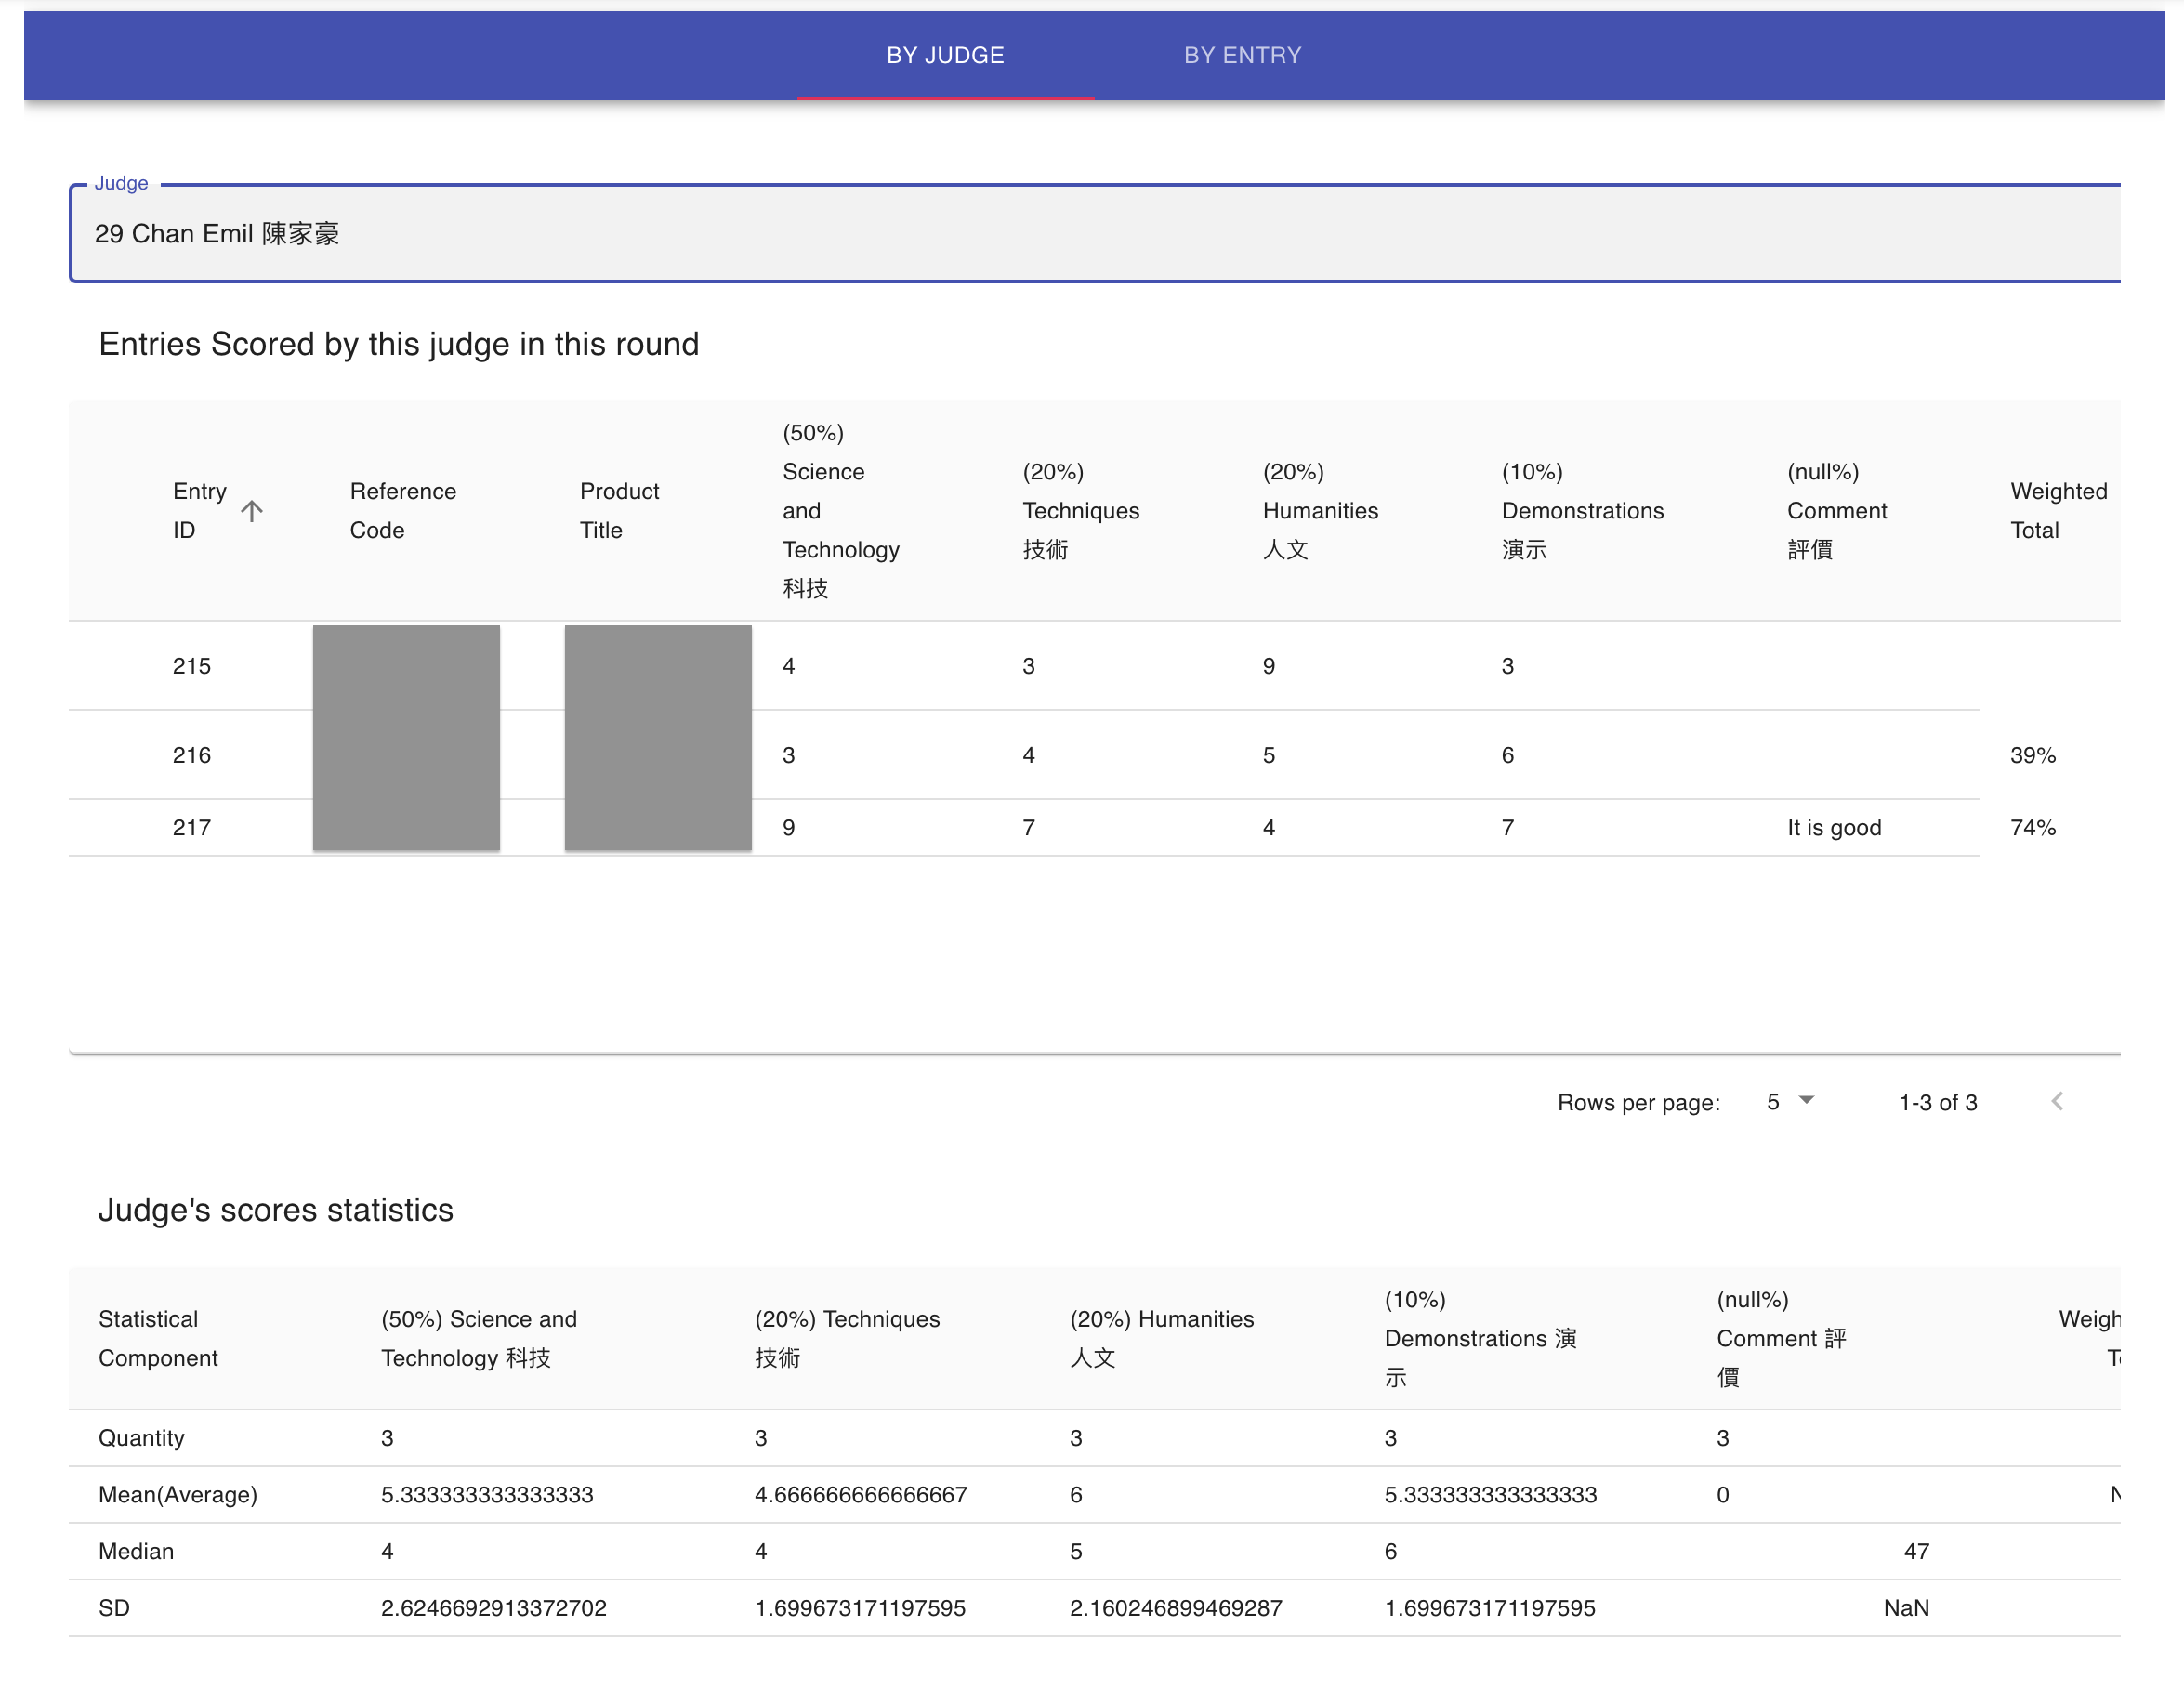 BY JUDGE BY ENTRY
Judge
29 Chan Emil 陳家豪
Entries Scored by this judge in this round
Entry ID
Reference Code
Product Title
(50%) Science and Technology 科技
(20%) Techniques 技術
(20%) Humanities 人文
(10%) Demonstrations 演示
(null%) Comment 評價
Weighted Total
215 4 3 9 3
216 3 4 5 6 39%
217 9 7 4 7 It is good 74%
Rows per page: 5 1-3 of 3
Judge's scores statistics
Statistical Component
(50%) Science and Technology 科技
(20%) Techniques 技術
(20%) Humanities 人文
(10%) Demonstrations 演示
(null%) Comment 評價
Quantity 3 3 3 3 3
Mean(Average) 5.333333333333333 4.666666666666667 6 5.333333333333333 0
Median 4 4 5 6 47
SD 2.6246692913372702 1.699673171197595 2.160246899469287 1.699673171197595 NaN